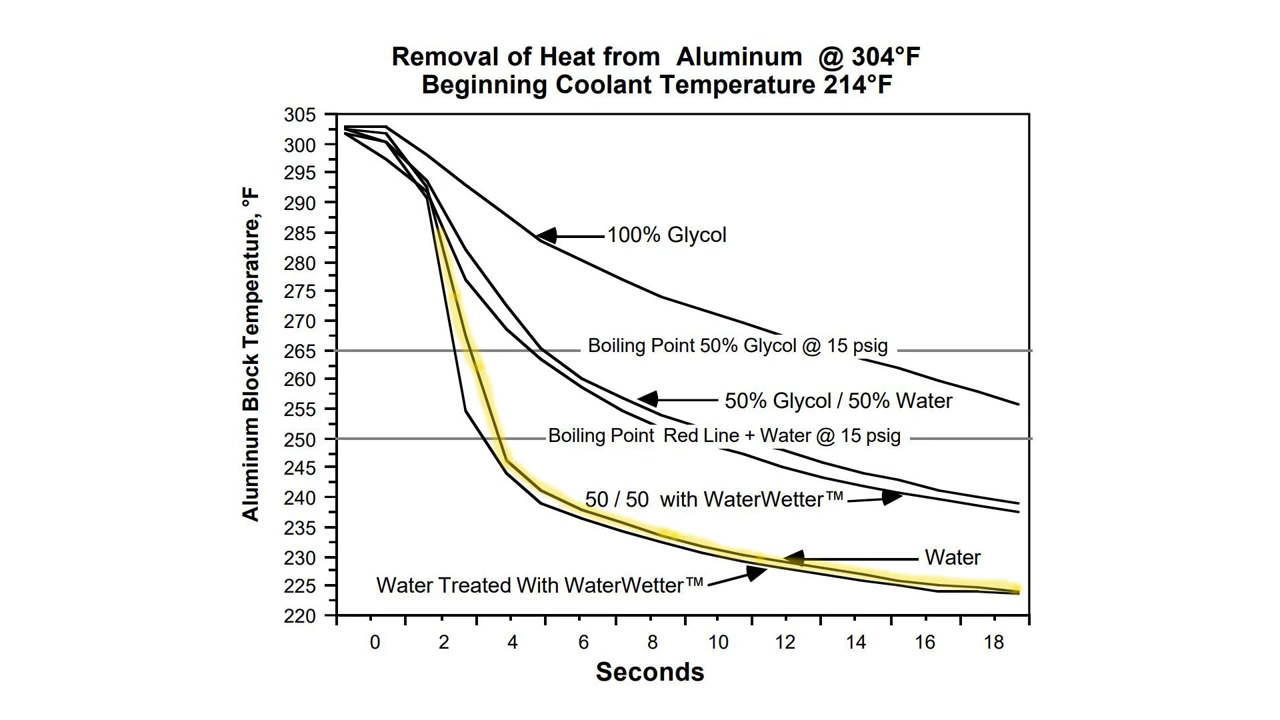 Removal of Heat from Aluminum @ 304°F
Beginning Coolant Temperature 214°F
305
300
295
290
285
280
275
270
265
260
255
250
245
240
235
230
225
220
Aluminum Block Temperature, °F
100% Glycol
Boiling Point 50% Glycol @ 15 psig
50% Glycol / 50% Water
Boiling Point Red Line + Water @ 15 psig
50 / 50 with WaterWetter™
Water
Water Treated With WaterWetter™
0 2 4 6 8 10 12 14 16 18
Seconds